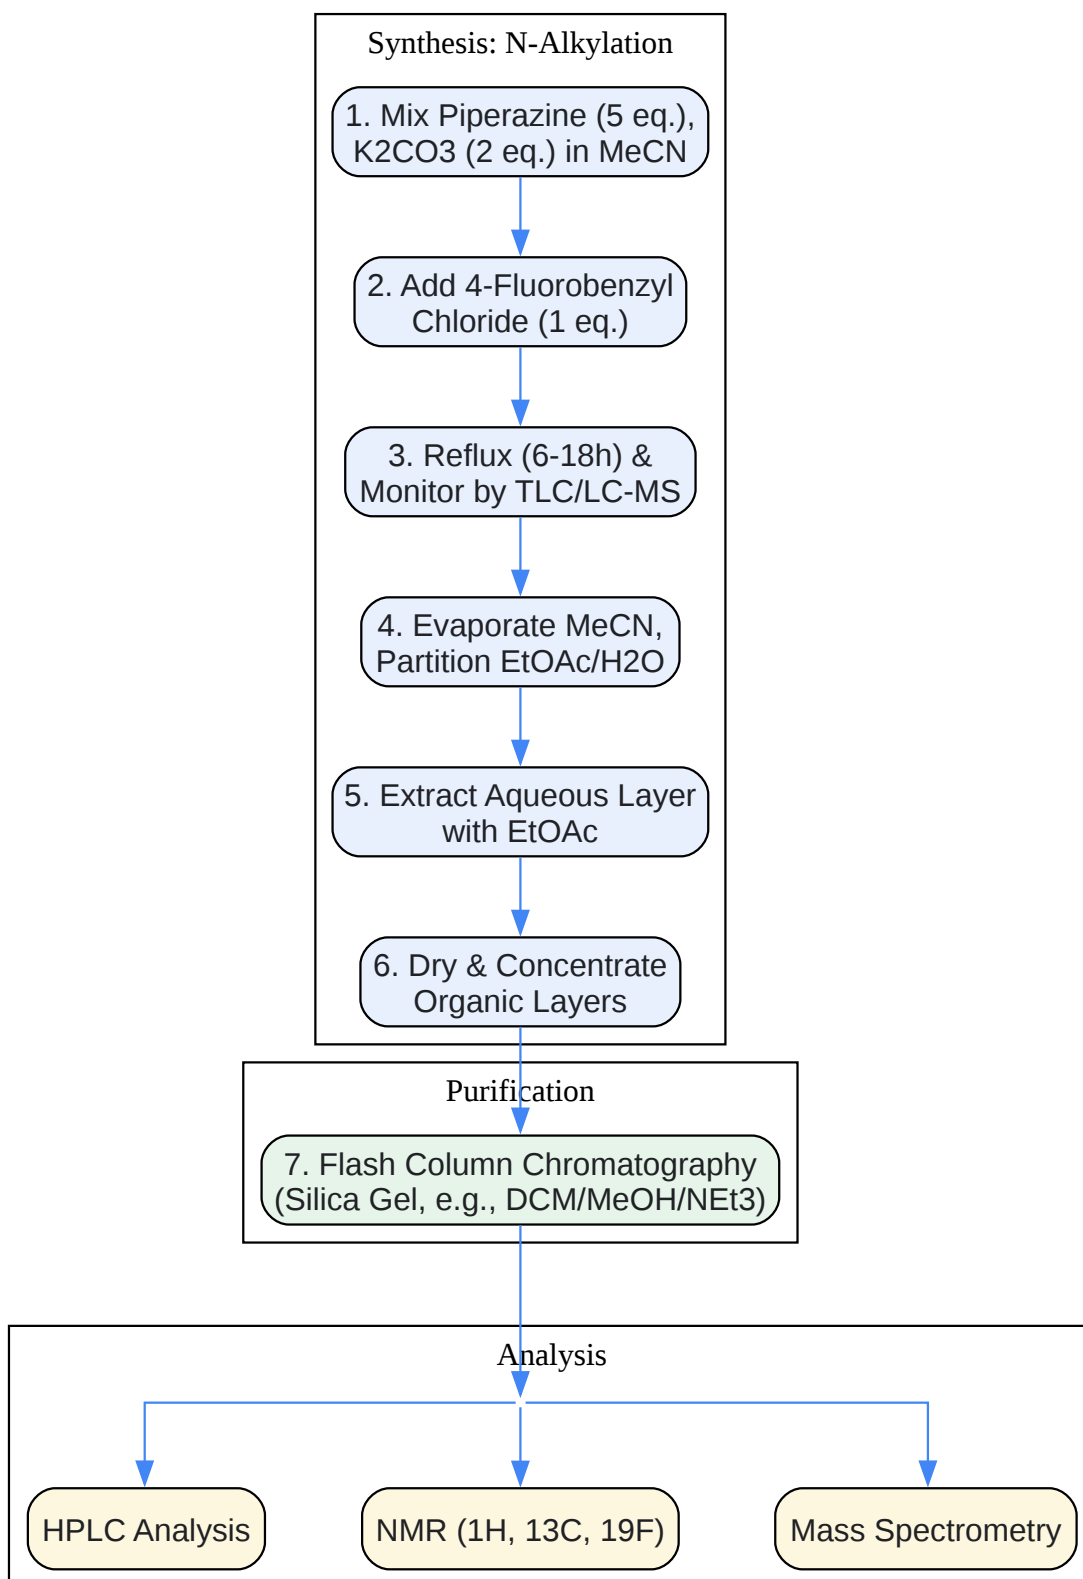 Synthesis: N-Alkylation
1. Mix Piperazine (5 eq.),
K2CO3 (2 eq.) in MeCN
2. Add 4-Fluorobenzyl
Chloride (1 eq.)
3. Reflux (6-18h) &
Monitor by TLC/LC-MS
4. Evaporate MeCN,
Partition EtOAc/H2O
5. Extract Aqueous Layer
with EtOAc
6. Dry & Concentrate
Organic Layers
Purification
7. Flash Column Chromatography
(Silica Gel, e.g., DCM/MeOH/NEt3)
Analysis
HPLC Analysis
NMR (1H, 13C, 19F)
Mass Spectrometry